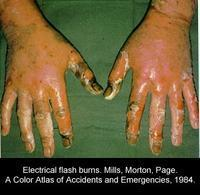 Electrical flash burns. Mills, Morton, Page.
A Color Atlas of Accidents and Emergencies, 1984.